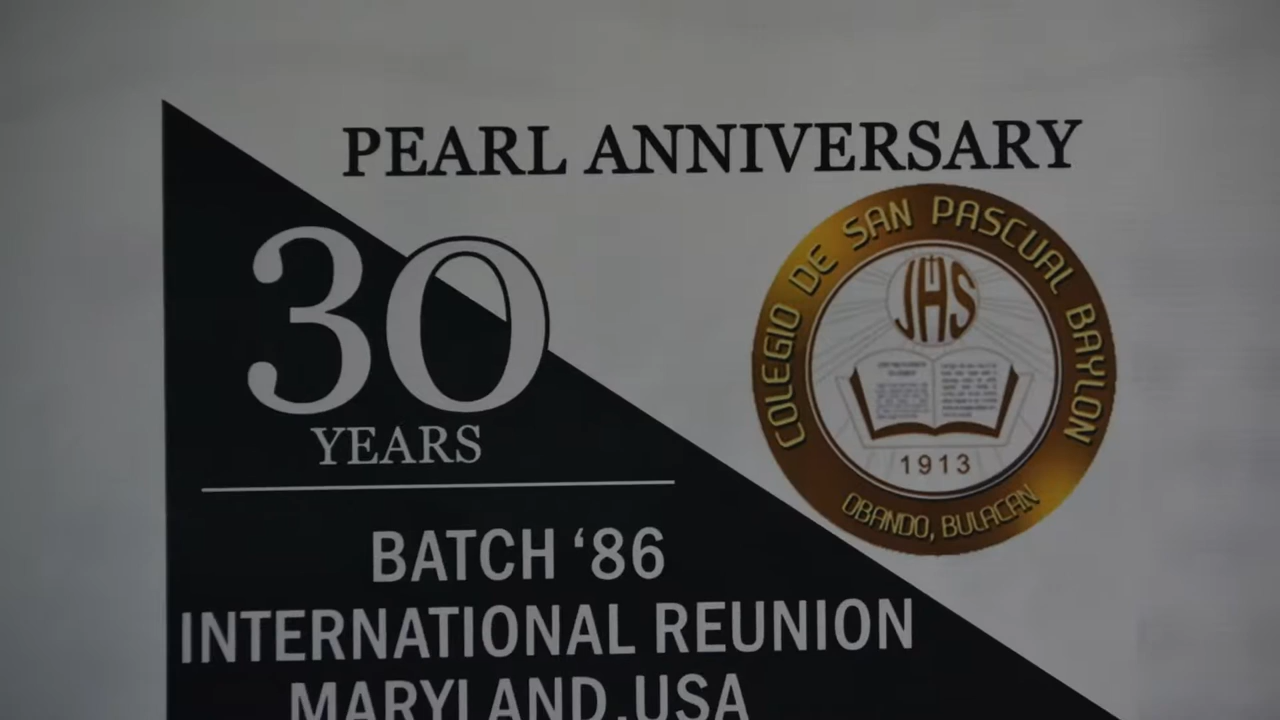 PEARL ANNIVERSARY
30
YEARS
BATCH ‘86
INTERNATIONAL REUNION
MARYLAND,USA
COLEGIO DE SAN PASCUAL BAYLON
JHS
1913
OBANDO, BULACAN